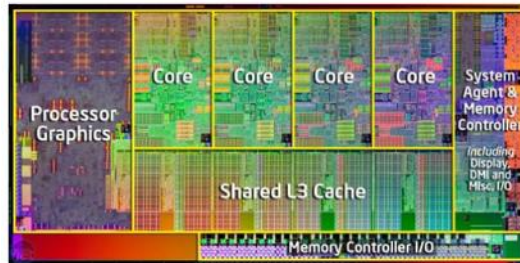 Processor
Graphics
Core
Core
Core
Core
System
Agent &
Memory
Controller
including
Display,
DMI and
Misc. I/O
Shared L3 Cache
Memory Controller I/O